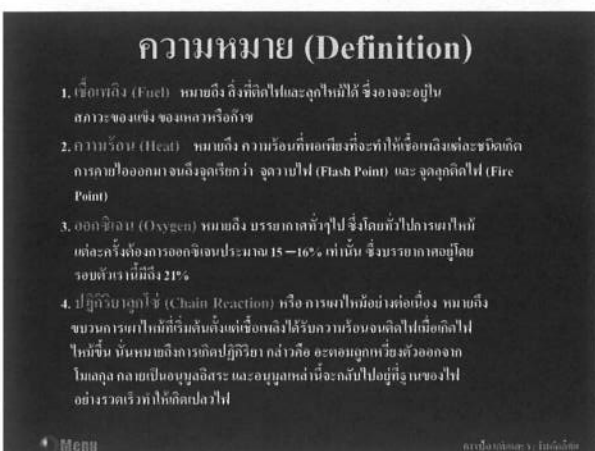 ความหมาย (Definition)
1. เชื้อเพลิง (Fuel) หมายถึง สิ่งที่ติดไฟและลุกไหม้ได้ ซึ่งอาจจะอยู่ใน
สภาวะของแข็ง ของเหลวหรือก๊าซ
2. ความร้อน (Heat) หมายถึง ความร้อนที่พอเพียงที่จะทำให้เชื้อเพลิงแต่ละชนิดเกิด
การคายไอออกมาจนถึงจุดเรียกว่า จุดวาบไฟ (Flash Point) และ จุดลุกติดไฟ (Fire
Point)
3. ออกซิเจน (Oxygen) หมายถึง บรรยากาศทั่วๆไป ซึ่งโดยทั่วไปการเผาไหม้
แต่ละครั้งต้องการออกซิเจนประมาณ 15 – 16% เท่านั้น ซึ่งบรรยากาศอยู่โดย
รอบตัวเรานี้มีถึง 21%
4. ปฏิกิริยาลูกโซ่ (Chain Reaction) หรือ การเผาไหม้อย่างต่อเนื่อง หมายถึง
ขบวนการเผาไหม้ที่เริ่มต้นตั้งแต่เชื้อเพลิงได้รับความร้อนจนติดไฟเมื่อเกิดไฟ
ไหม้ขึ้น นั่นหมายถึงการเกิดปฏิกิริยา กล่าวคือ อะตอมถูกเหวี่ยงตัวออกจาก
โมเลกุล กลายเป็นอนุมูลอิสระ และอนุมูลเหล่านี้จะกลับไปอยู่ที่ฐานของไฟ
อย่างรวดเร็วทำให้เกิดเปลวไฟ
Menu